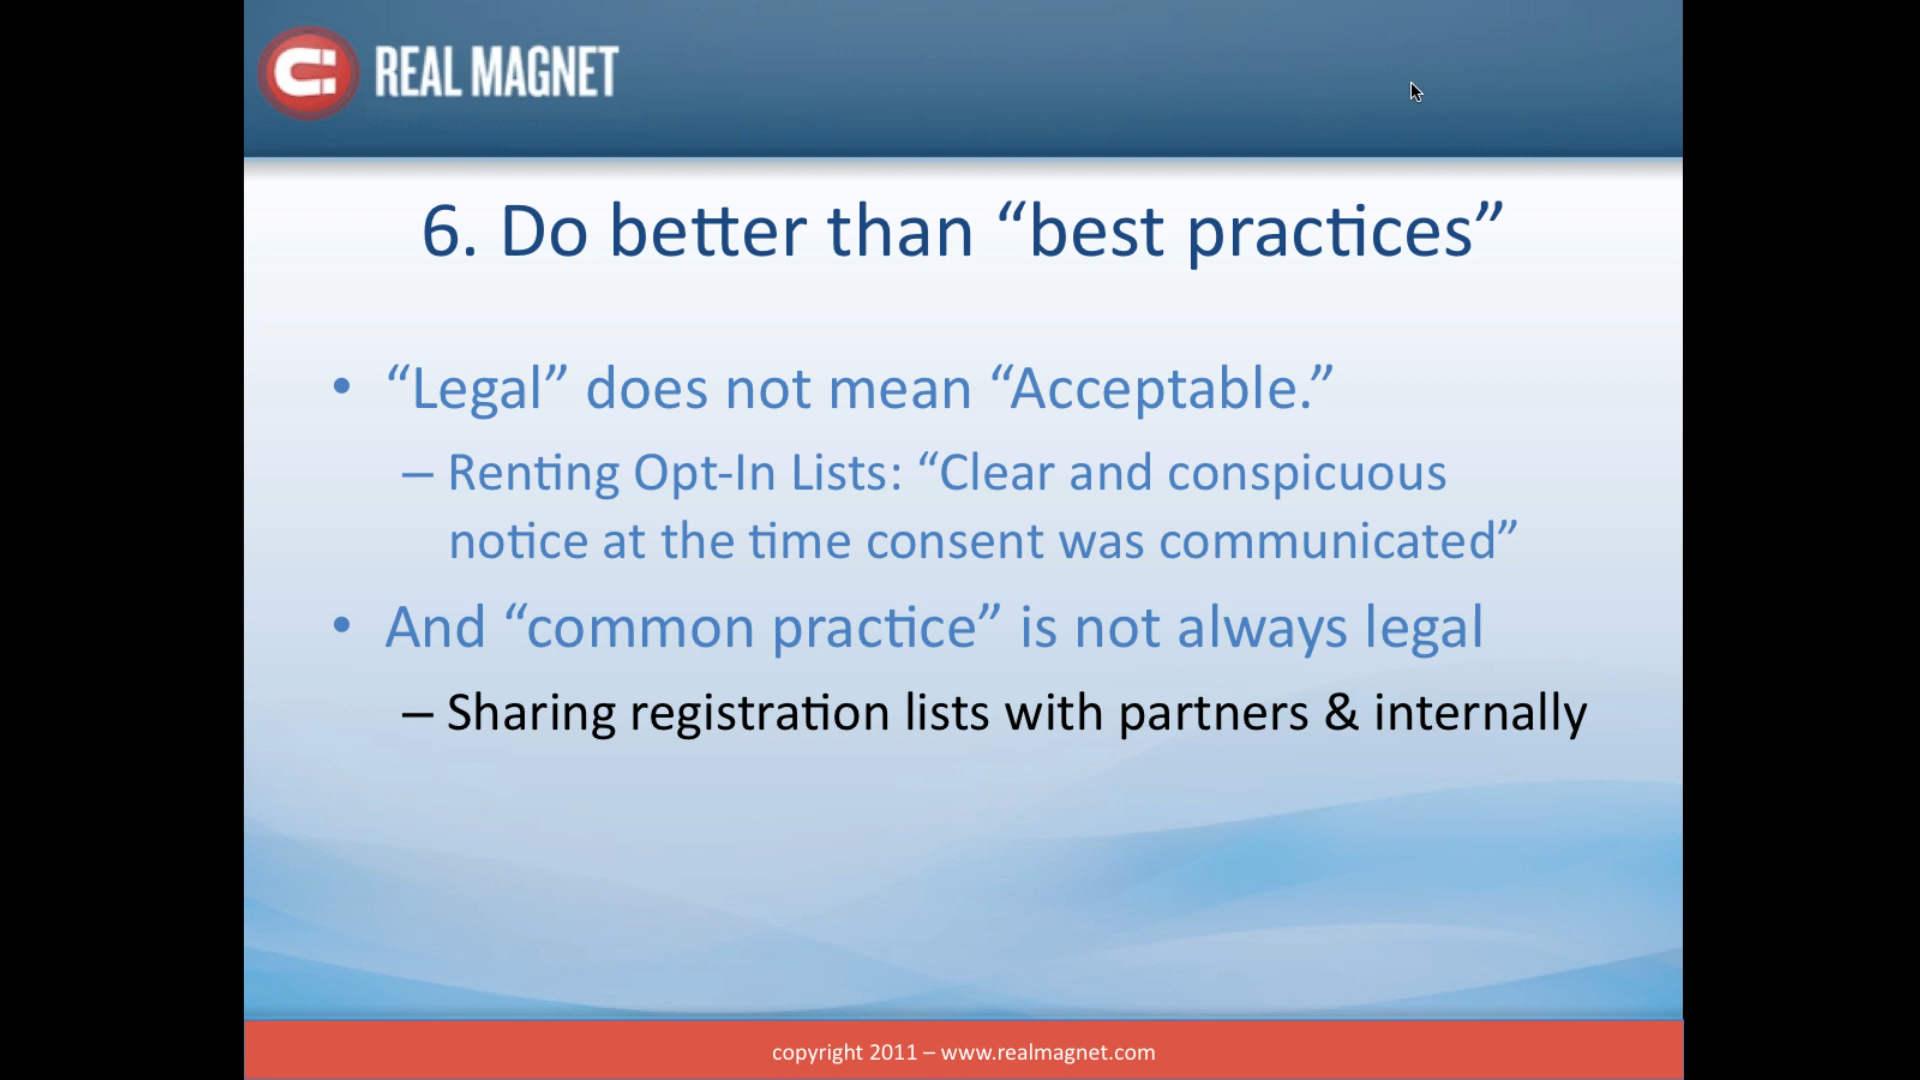 REAL MAGNET
6. Do better than “best practices”
• “Legal” does not mean “Acceptable.”
– Renting Opt-In Lists: “Clear and conspicuous
notice at the time consent was communicated”
• And “common practice” is not always legal
– Sharing registration lists with partners & internally
copyright 2011 – www.realmagnet.com